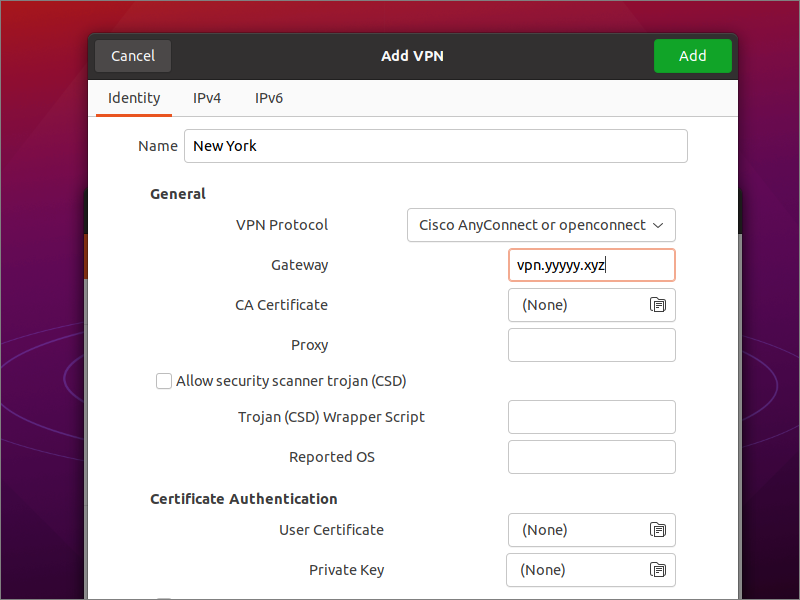 Cancel Add VPN Add
Identity IPv4 IPv6
Name New York
General
VPN Protocol Cisco AnyConnect or openconnect
Gateway vpn.yyyyy.xyz
CA Certificate (None)
Proxy
Allow security scanner trojan (CSD)
Trojan (CSD) Wrapper Script
Reported OS
Certificate Authentication
User Certificate (None)
Private Key (None)